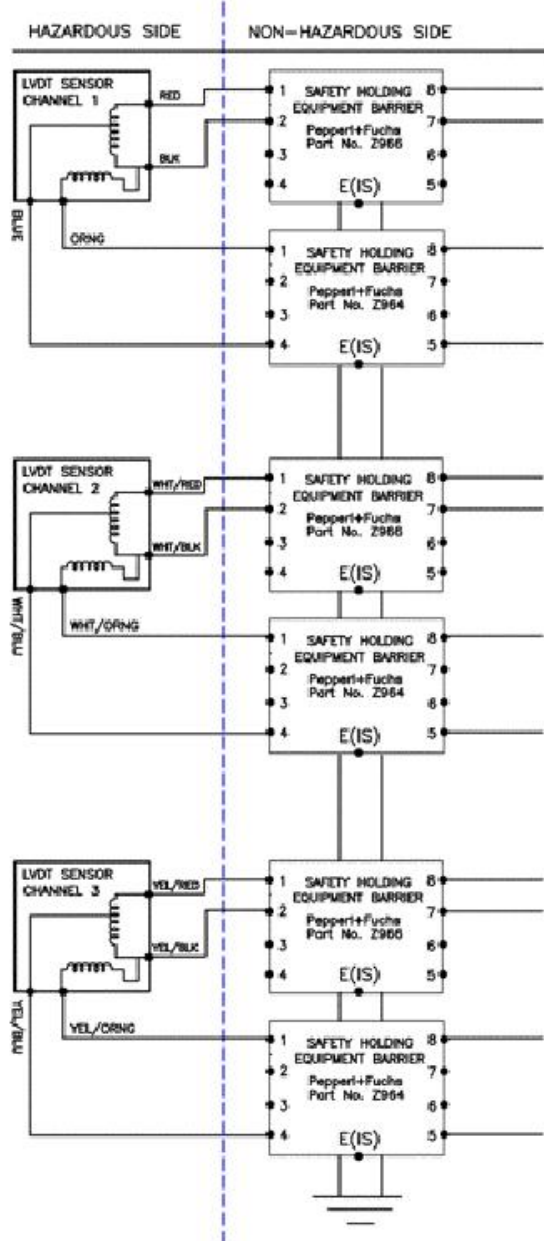 HAZARDOUS SIDE
NON-HAZARDOUS SIDE
LVDT SENSOR
CHANNEL 1
RED
BLK
BLUE
ORNG
1 SAFETY HOLDING 8
2 EQUIPMENT BARRIER 7
Pepperl+Fuchs
Part No. Z966
3 6
4 E(IS) 5
1 SAFETY HOLDING 8
EQUIPMENT BARRIER
2 Pepperl+Fuchs 7
Part No. Z964
3 6
4 E(IS) 5
LVDT SENSOR
CHANNEL 2
WHT/RED
WHT/BLK
WHT/BLU
WHT/ORNG
1 SAFETY HOLDING 8
EQUIPMENT BARRIER
2 Pepperl+Fuchs 7
Part No. Z966
3 6
4 E(IS) 5
1 SAFETY HOLDING 8
EQUIPMENT BARRIER
2 Pepperl+Fuchs 7
Part No. Z964
3 6
4 E(IS) 5
LVDT SENSOR
CHANNEL 3
YEL/RED
YEL/BLK
YEL/BLU
YEL/ORNG
1 SAFETY HOLDING 8
EQUIPMENT BARRIER
2 Pepperl+Fuchs 7
Part No. Z966
3 6
4 E(IS) 5
1 SAFETY HOLDING 8
EQUIPMENT BARRIER
2 Pepperl+Fuchs 7
Part No. Z964
3 6
4 E(IS) 5